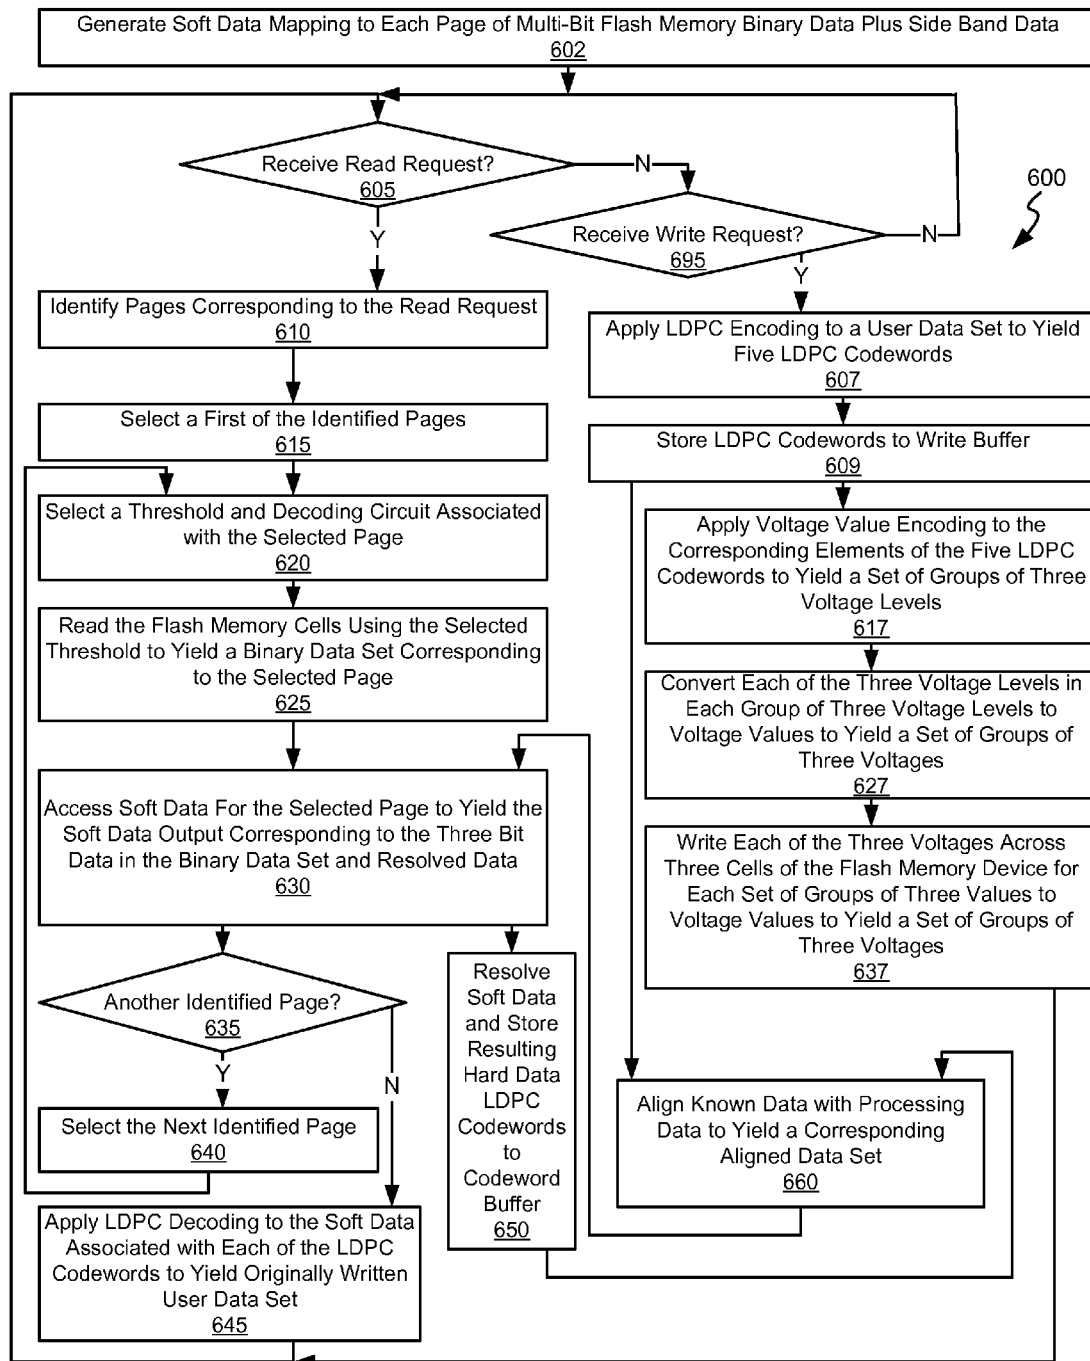 Generate Soft Data Mapping to Each Page of Multi-Bit Flash Memory Binary Data Plus Side Band Data
602
Receive Read Request?
605
N
Y
Receive Write Request?
695
N
Y
600
Identify Pages Corresponding to the Read Request
610
Select a First of the Identified Pages
615
Select a Threshold and Decoding Circuit Associated
with the Selected Page
620
Read the Flash Memory Cells Using the Selected
Threshold to Yield a Binary Data Set Corresponding
to the Selected Page
625
Access Soft Data For the Selected Page to Yield the
Soft Data Output Corresponding to the Three Bit
Data in the Binary Data Set and Resolved Data
630
Another Identified Page?
635
Y
N
Select the Next Identified Page
640
Apply LDPC Decoding to the Soft Data
Associated with Each of the LDPC
Codewords to Yield Originally Written
User Data Set
645
Resolve
Soft Data
and Store
Resulting
Hard Data
LDPC
Codewords
to
Codeword
Buffer
650
Apply LDPC Encoding to a User Data Set to Yield
Five LDPC Codewords
607
Store LDPC Codewords to Write Buffer
609
Apply Voltage Value Encoding to the
Corresponding Elements of the Five LDPC
Codewords to Yield a Set of Groups of Three
Voltage Levels
617
Convert Each of the Three Voltage Levels in
Each Group of Three Voltage Levels to
Voltage Values to Yield a Set of Groups of
Three Voltages
627
Write Each of the Three Voltages Across
Three Cells of the Flash Memory Device for
Each Set of Groups of Three Values to
Voltage Values to Yield a Set of Groups of
Three Voltages
637
Align Known Data with Processing
Data to Yield a Corresponding
Aligned Data Set
660